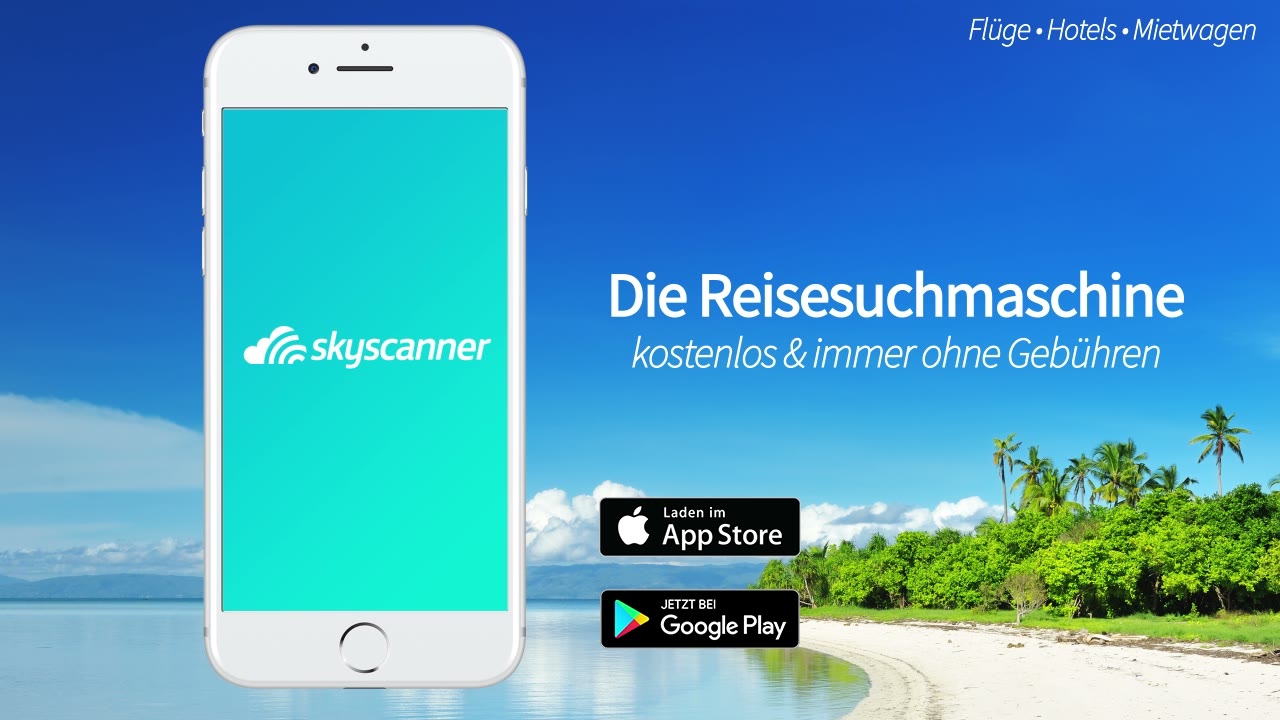 Flüge • Hotels • Mietwagen
skyscanner
Die Reisesuchmaschine
kostenlos & immer ohne Gebühren
Laden im
App Store
JETZT BEI
Google Play